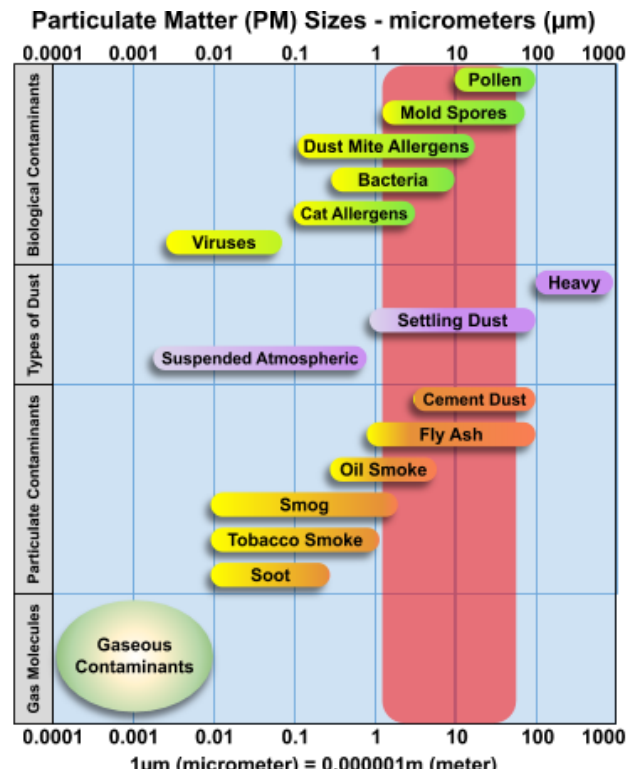 Particulate Matter (PM) Sizes - micrometers (µm)
0.0001 0.001 0.01 0.1 1 10 100 1000
Biological Contaminants
Pollen
Mold Spores
Dust Mite Allergens
Bacteria
Cat Allergens
Viruses
Types of Dust
Heavy
Settling Dust
Suspended Atmospheric
Particulate Contaminants
Cement Dust
Fly Ash
Oil Smoke
Smog
Tobacco Smoke
Soot
Gas Molecules
Gaseous
Contaminants
0.0001 0.001 0.01 0.1 1 10 100 1000
1µm (micrometer) = 0.000001m (meter)